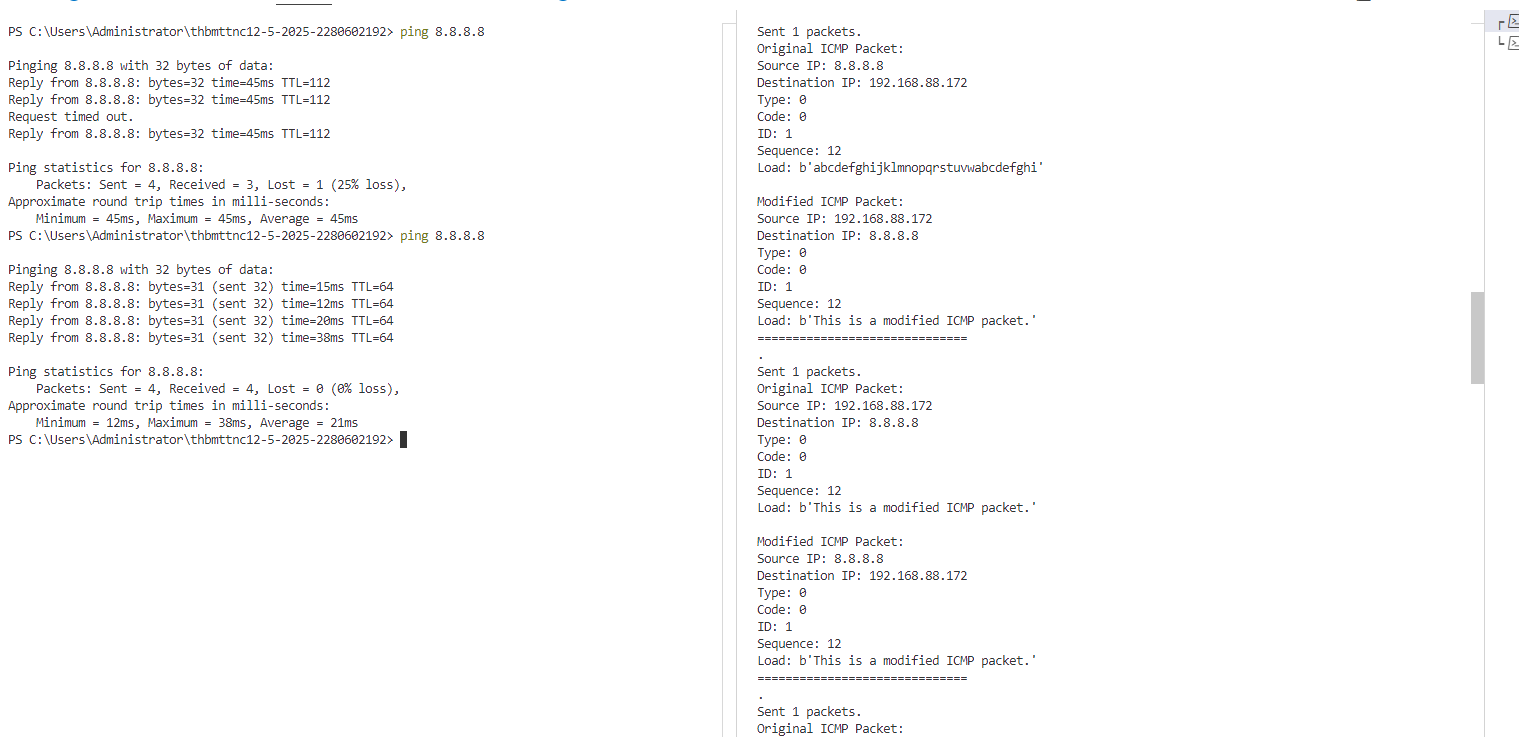 PS C:\Users\Administrator\thbmttnc12-5-2025-2280602192> ping 8.8.8.8

Pinging 8.8.8.8 with 32 bytes of data:
Reply from 8.8.8.8: bytes=32 time=45ms TTL=112
Reply from 8.8.8.8: bytes=32 time=45ms TTL=112
Request timed out.
Reply from 8.8.8.8: bytes=32 time=45ms TTL=112

Ping statistics for 8.8.8.8:
    Packets: Sent = 4, Received = 3, Lost = 1 (25% loss),
Approximate round trip times in milli-seconds:
    Minimum = 45ms, Maximum = 45ms, Average = 45ms
PS C:\Users\Administrator\thbmttnc12-5-2025-2280602192> ping 8.8.8.8

Pinging 8.8.8.8 with 32 bytes of data:
Reply from 8.8.8.8: bytes=31 (sent 32) time=15ms TTL=64
Reply from 8.8.8.8: bytes=31 (sent 32) time=12ms TTL=64
Reply from 8.8.8.8: bytes=31 (sent 32) time=20ms TTL=64
Reply from 8.8.8.8: bytes=31 (sent 32) time=38ms TTL=64

Ping statistics for 8.8.8.8:
    Packets: Sent = 4, Received = 4, Lost = 0 (0% loss),
Approximate round trip times in milli-seconds:
    Minimum = 12ms, Maximum = 38ms, Average = 21ms
PS C:\Users\Administrator\thbmttnc12-5-2025-2280602192>

Sent 1 packets.
Original ICMP Packet:
Source IP: 8.8.8.8
Destination IP: 192.168.88.172
Type: 0
Code: 0
ID: 1
Sequence: 12
Load: b'abcdefghijklmnopqrstuvwabcdefghi'

Modified ICMP Packet:
Source IP: 192.168.88.172
Destination IP: 8.8.8.8
Type: 0
Code: 0
ID: 1
Sequence: 12
Load: b'This is a modified ICMP packet.'
==============================
.
Sent 1 packets.
Original ICMP Packet:
Source IP: 192.168.88.172
Destination IP: 8.8.8.8
Type: 0
Code: 0
ID: 1
Sequence: 12
Load: b'This is a modified ICMP packet.'

Modified ICMP Packet:
Source IP: 8.8.8.8
Destination IP: 192.168.88.172
Type: 0
Code: 0
ID: 1
Sequence: 12
Load: b'This is a modified ICMP packet.'
==============================
.
Sent 1 packets.
Original ICMP Packet: